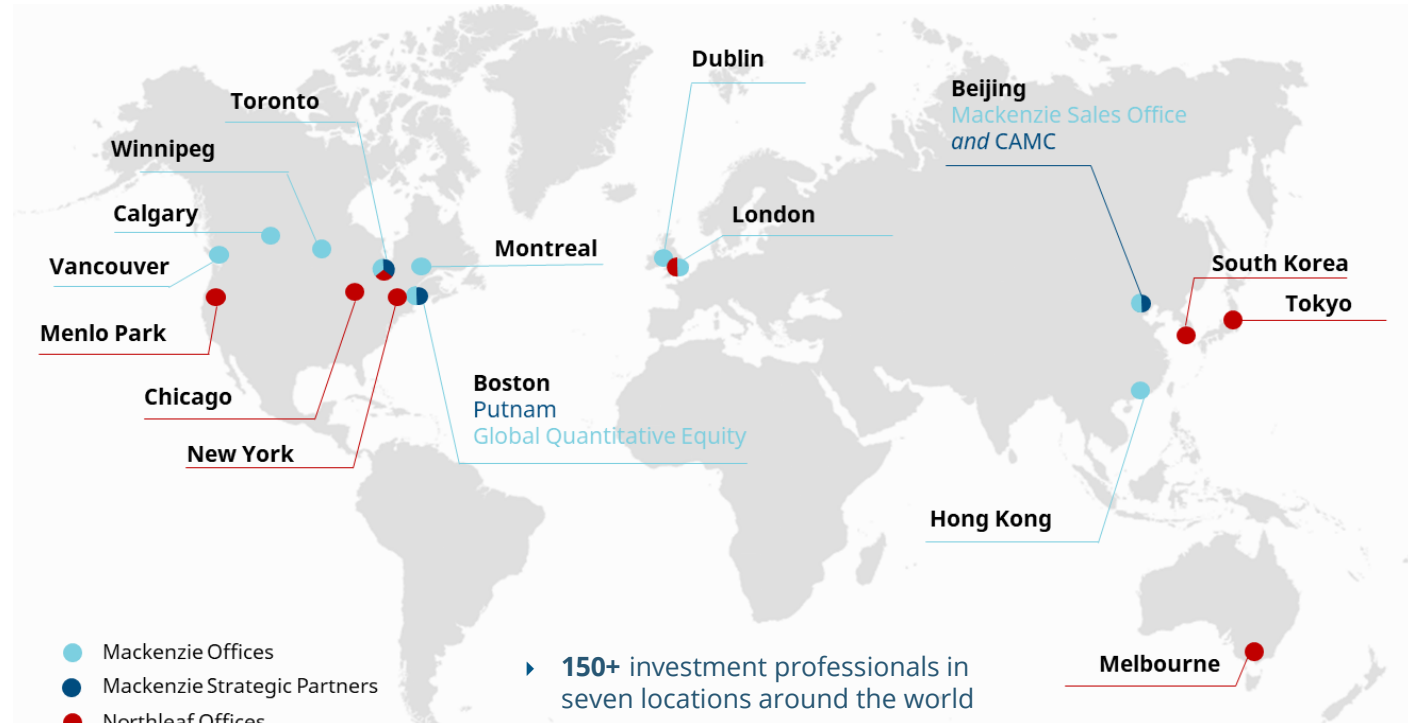 Dublin
Beijing
Mackenzie Sales Office
and CAMC
Toronto
Winnipeg
Calgary
London
Montreal
Vancouver
South Korea
Tokyo
Menlo Park
Boston
Putnam
Global Quantitative Equity
Chicago
New York
Hong Kong
Mackenzie Offices
Mackenzie Strategic Partners
Northleaf Offices
150+ investment professionals in
seven locations around the world
Melbourne